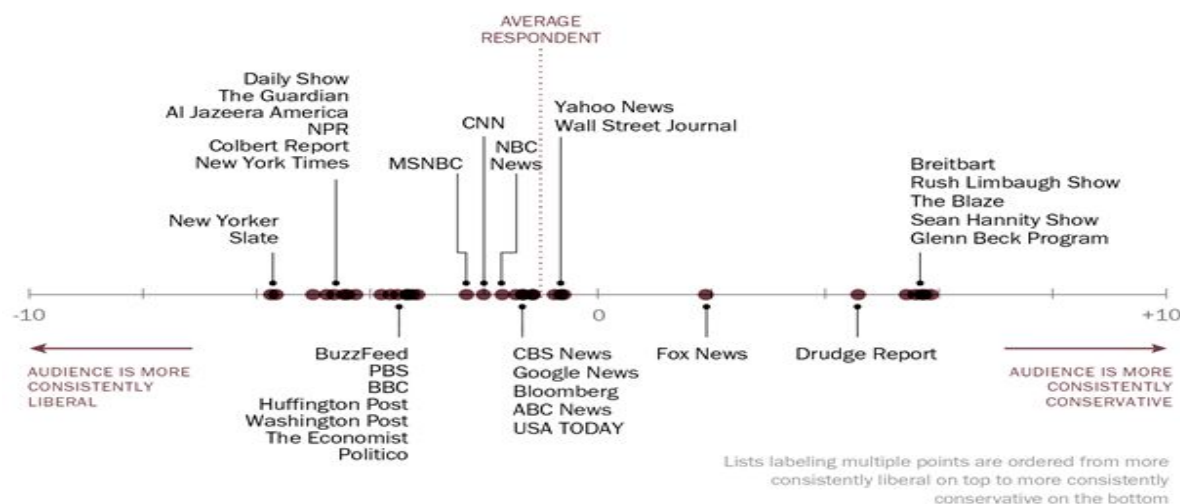 AVERAGE
RESPONDENT
Daily Show
The Guardian
Al Jazeera America
NPR
Colbert Report
New York Times
New Yorker
Slate
MSNBC
CNN
NBC
News
Yahoo News
Wall Street Journal
Breitbart
Rush Limbaugh Show
The Blaze
Sean Hannity Show
Glenn Beck Program
-10
0
+10
AUDIENCE IS MORE
CONSISTENTLY
LIBERAL
BuzzFeed
PBS
BBC
Huffington Post
Washington Post
The Economist
Politico
CBS News
Google News
Bloomberg
ABC News
USA TODAY
Fox News
Drudge Report
AUDIENCE IS MORE
CONSISTENTLY
CONSERVATIVE
Lists labeling multiple points are ordered from more
consistently liberal on top to more consistently
conservative on the bottom